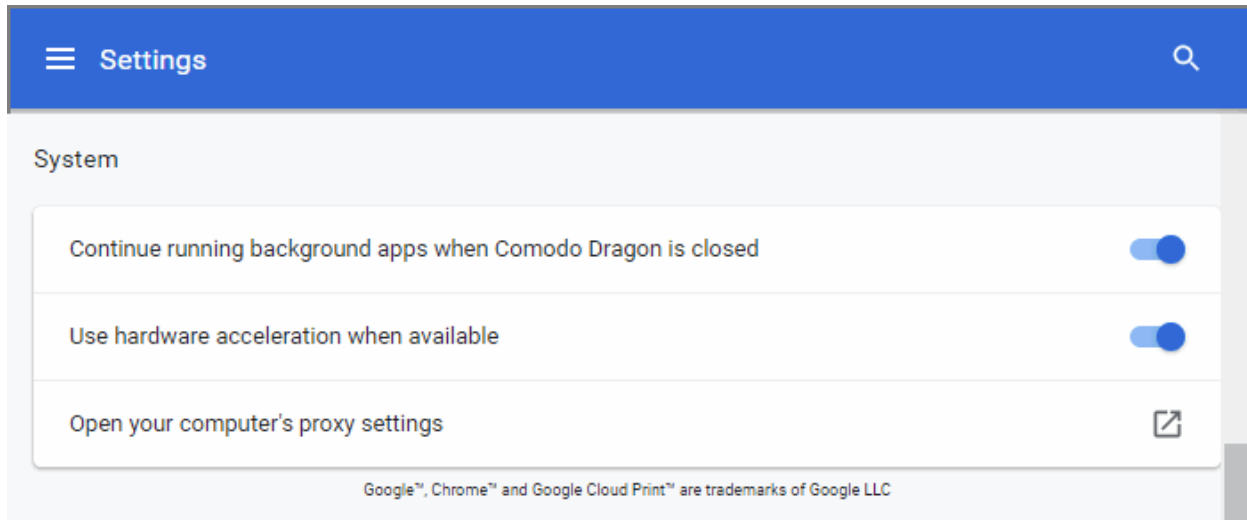 Settings
System
Continue running background apps when Comodo Dragon is closed
Use hardware acceleration when available
Open your computer's proxy settings
Google™, Chrome™ and Google Cloud Print™ are trademarks of Google LLC